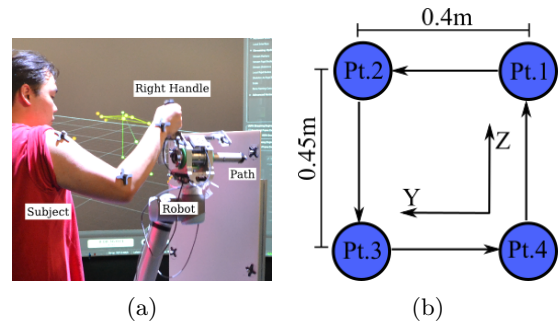 Right Handle
Path
Subject
Robot
(a)
0.4m
Pt.2
Pt.1
0.45m
Z
Y
Pt.3
Pt.4
(b)